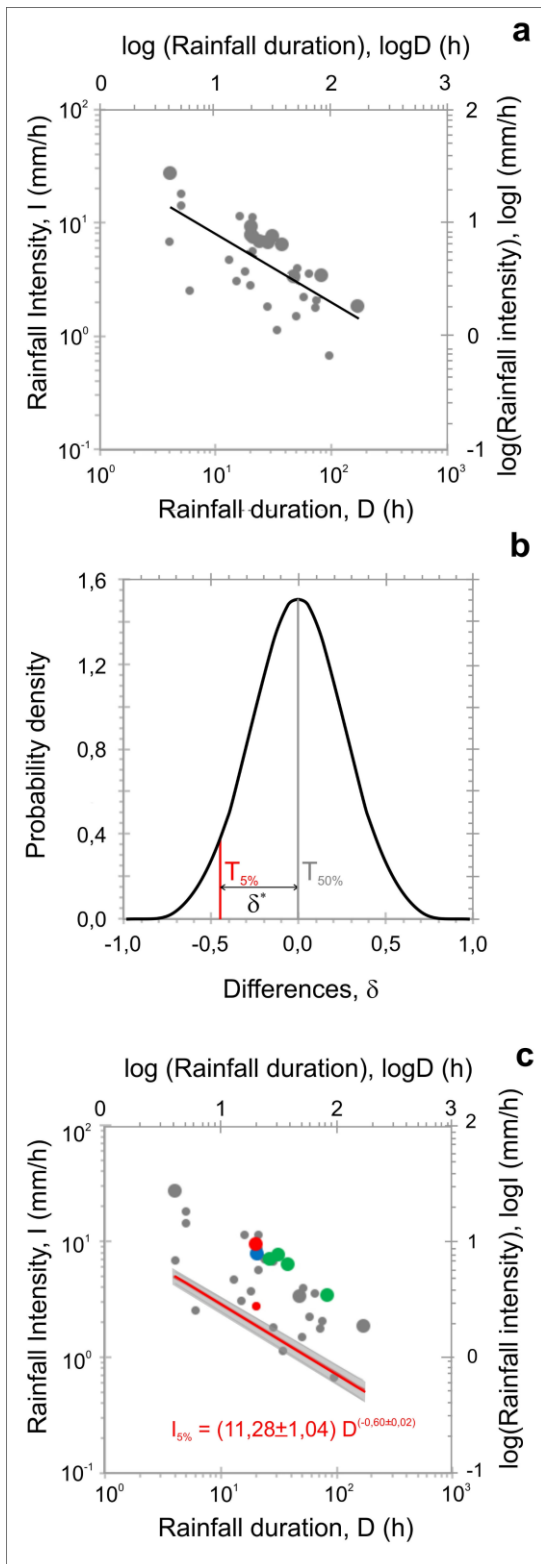 a
log (Rainfall duration), logD (h)
0 1 2 3
10² 2
10¹ 1
10⁰ 0
10⁻¹ -1
Rainfall Intensity, I (mm/h)
log(Rainfall intensity), logI (mm/h)
10⁰ 10¹ 10² 10³
Rainfall duration, D (h)
b
1,6
1,2
0,8
0,4
0,0
Probability density
T5%
T50%
δ*
-1,0 -0,5 0,0 0,5 1,0
Differences, δ
c
log (Rainfall duration), logD (h)
0 1 2 3
10² 2
10¹ 1
10⁰ 0
10⁻¹ -1
Rainfall Intensity, I (mm/h)
log(Rainfall intensity), logI (mm/h)
I5% = (11,28±1,04) D(-0,60±0,02)
10⁰ 10¹ 10² 10³
Rainfall duration, D (h)